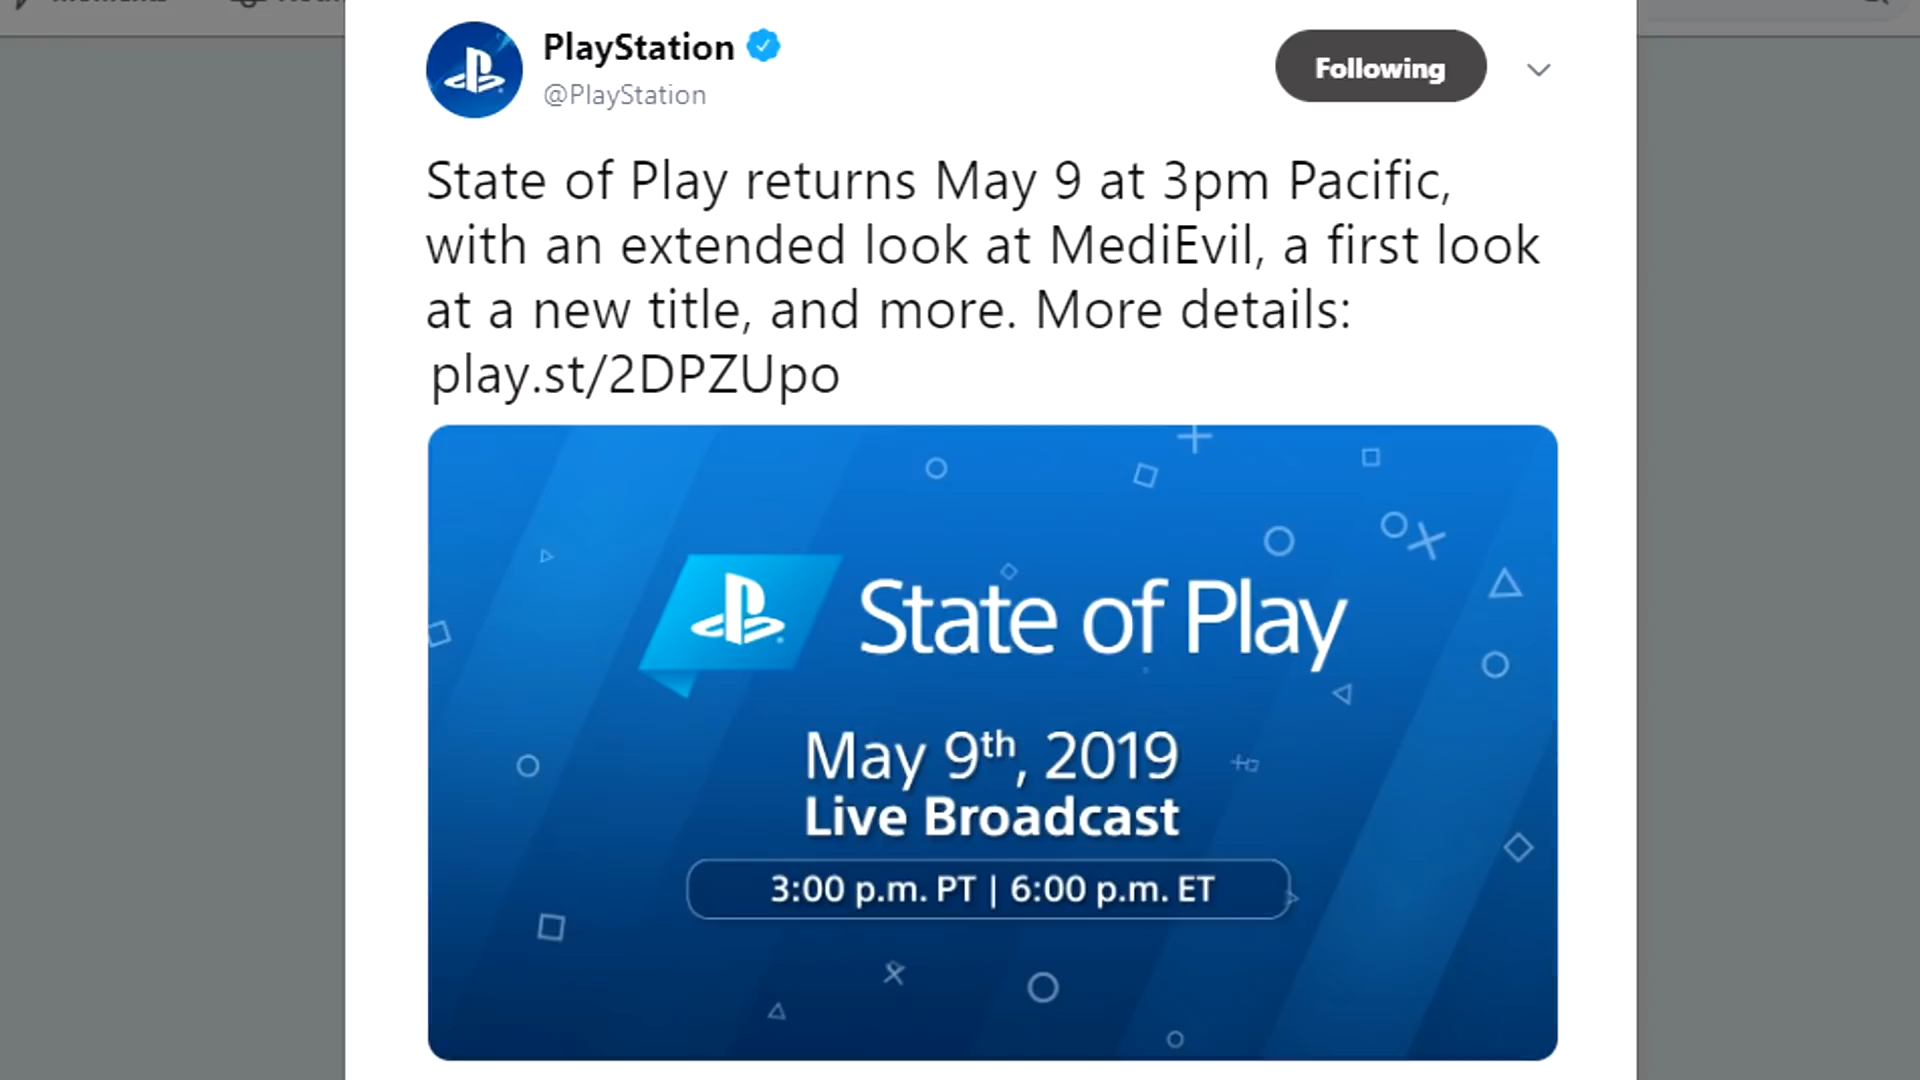 PlayStation
@PlayStation
Following
State of Play returns May 9 at 3pm Pacific,
with an extended look at MediEvil, a first look
at a new title, and more. More details:
play.st/2DPZUpo
State of Play
May 9th, 2019
Live Broadcast
3:00 p.m. PT | 6:00 p.m. ET